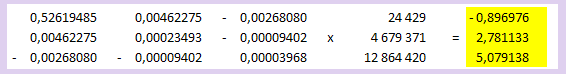 0,52619485 0,00462275 - 0,00268080 24 429 - 0,896976
0,00462275 0,00023493 - 0,00009402 x 4 679 371 = 2,781133
- 0,00268080 - 0,00009402 0,00003968 12 864 420 5,079138